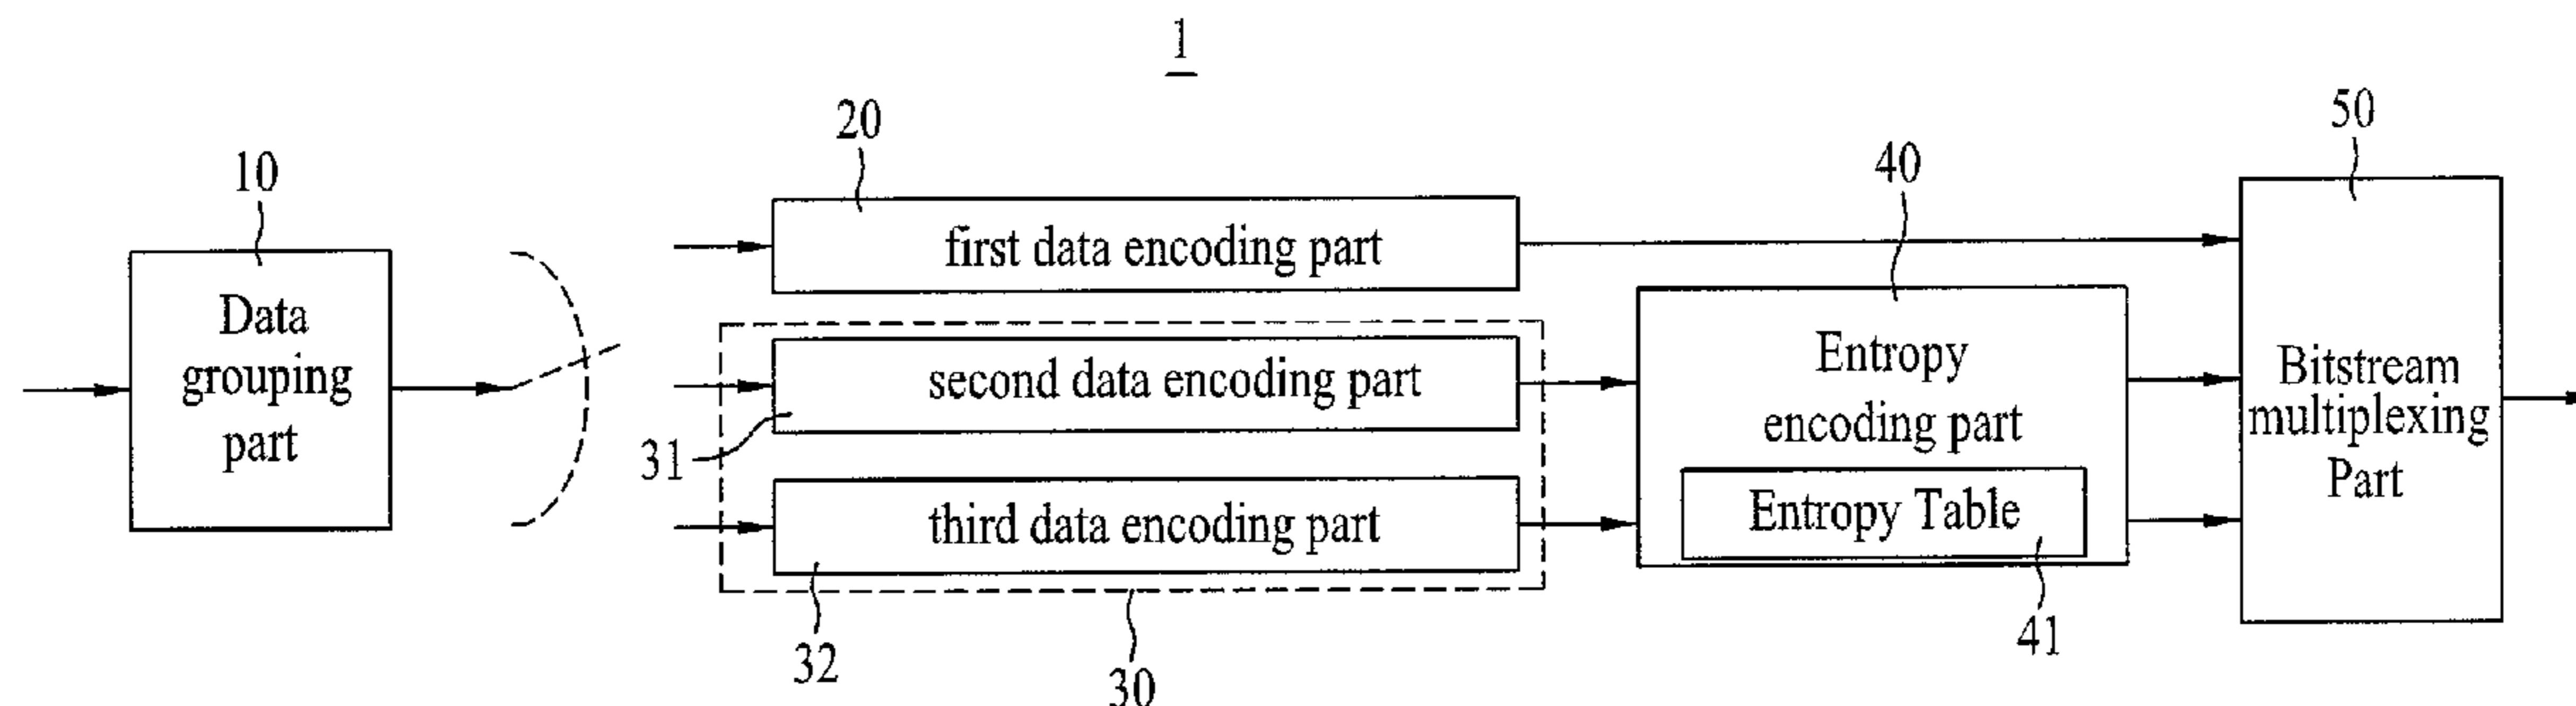 1
10
Data
grouping
part
20
first data encoding part
second data encoding part
31
third data encoding part
32
30
40
Entropy
encoding part
Entropy Table
41
50
Bitstream
multiplexing
Part